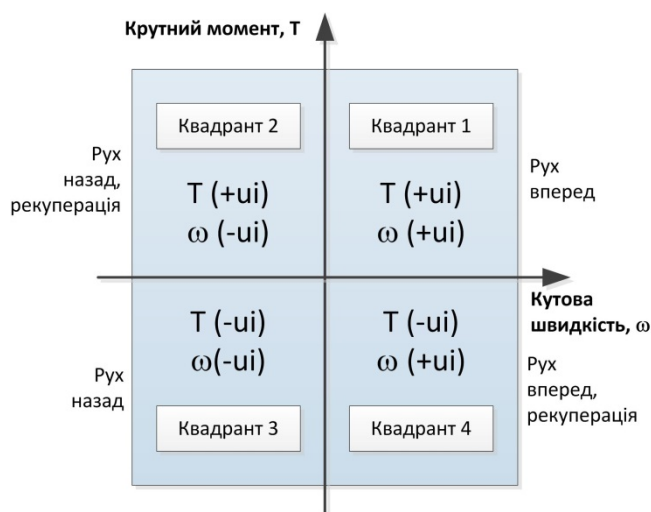 Крутний момент, T
Квадрант 2
Квадрант 1
Рух
назад,
рекуперація
T (+ui)
ω (-ui)
T (+ui)
ω (+ui)
Рух
вперед
Кутова
швидкість, ω
T (-ui)
ω(-ui)
T (-ui)
ω (+ui)
Рух
назад
Рух
вперед,
рекуперація
Квадрант 3
Квадрант 4